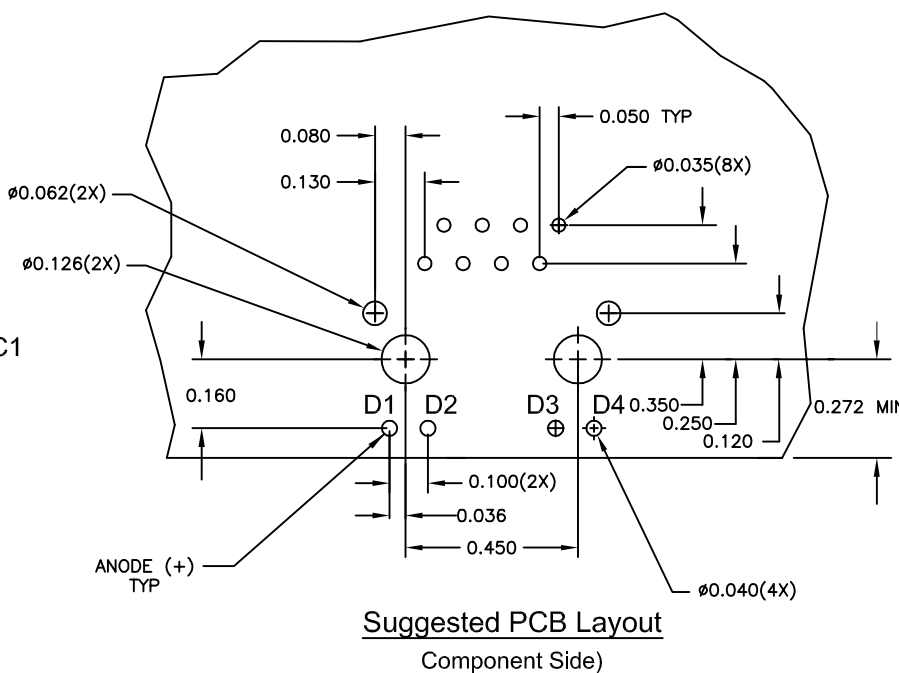 0.050 TYP
0.080
ø0.035(8X)
0.130
ø0.062(2X)
ø0.126(2X)
C1
0.160
D1 D2 D3 D4 0.350
0.272 MIN
0.250
0.120
0.100(2X)
0.036
0.450
ANODE (+)
TYP
ø0.040(4X)
Suggested PCB Layout
Component Side)